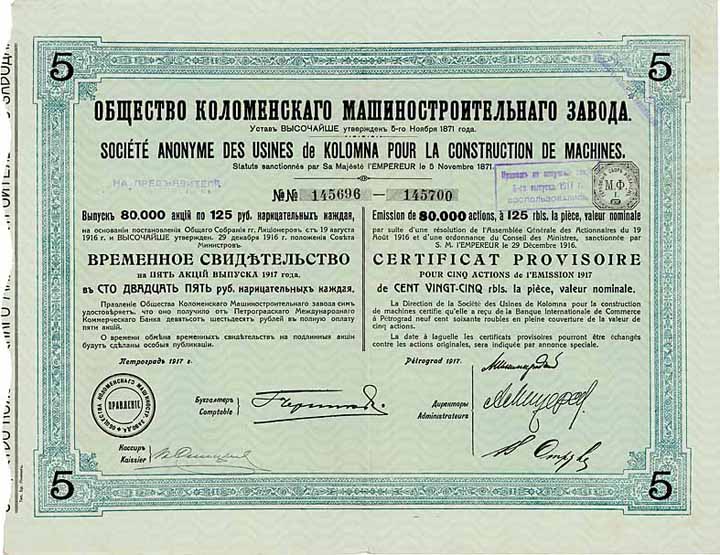 5 5
ОБЩЕСТВО КОЛОМЕНСКАГО МАШИНОСТРОИТЕЛЬНАГО ЗАВОДА.
Уставъ ВЫСОЧАЙШЕ утвержденъ 5-го Ноября 1871 года.
SOCIÉTÉ ANONYME DES USINES de KOLOMNA POUR LA CONSTRUCTION DE MACHINES.
Statuts sanctionnés par Sa Majesté l'EMPEREUR le 5 Novembre 1871.
НА ПРЕДЪЯВИТЕЛЯ
№№ 145696 — 145700
М.Ф.
Выпускъ 80.000 акцій по 125 руб. нарицательныхъ каждая,
на основаніи постановленія Общаго Собранія гг. Акціонеровъ съ 19 августа
1916 г. и ВЫСОЧАЙШЕ утвержден. 29 декабря 1916 г. положенія Совѣта
Министровъ.
ВРЕМЕННОЕ СВИДѢТЕЛЬСТВО
на ПЯТЬ АКЦІЙ ВЫПУСКА 1917 года,
въ СТО ДВАДЦАТЬ ПЯТЬ руб. нарицательныхъ каждая.
Правленіе Общества Коломенскаго Машиностроительнаго завода симъ
удостовѣряетъ, что оно получило отъ Петроградскаго Международнаго
Коммерческаго Банка девятьсотъ шестьдесятъ рублей въ полную оплату
пяти акцій.
О времени обмѣна временныхъ свидѣтельствъ на подлинныя акціи
будутъ сдѣланы особыя публикаціи.
Петроградъ 1917 г.
Emission de 80.000 actions, à 125 rbls. la pièce, valeur nominale
par suite d'une résolution de l'Assemblée Générale des Actionnaires du 19
Août 1916 et d'une ordonnance du Conseil des Ministres, sanctionnée par
S. M. l'EMPEREUR le 29 Décembre 1916.
CERTIFICAT PROVISOIRE
POUR CINQ ACTIONS de l'EMISSION 1917
de CENT VINGT-CINQ rbls. la pièce, valeur nominale.
La Direction de la Société des Usines de Kolomna pour la construction
de machines certifie qu'elle a reçu de la Banque Internationale de Commerce
à Pétrograd neuf cent soixante roubles en pleine couverture de la valeur de
cinq actions.
La date à laquelle les certificats provisoires pourront être échangés
contre les actions originales, sera indiquée par annonce speciale.
Pétrograd 1917.
ОБЩЕСТВА КОЛОМЕНСКАГО МАШИНОСТР. ЗАВОДА
ПРАВЛЕНІЕ
Бухгалтеръ
Comptable
Директоры
Administrateurs
Кассиръ
Kaissier
5 5